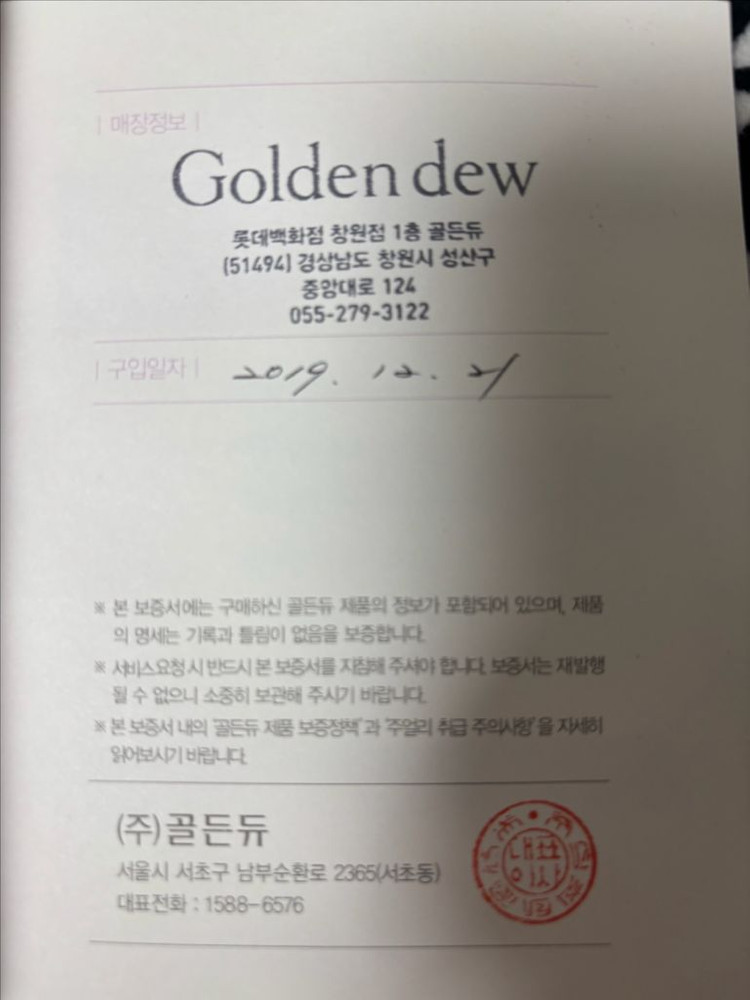 | 매장정보 |
Golden dew
롯데백화점 창원점 1층 골든듀
(51494) 경상남도 창원시 성산구
중앙대로 124
055-279-3122
| 구입일자 | 2019. 12. 21
※ 본 보증서에는 구매하신 골든듀 제품의 정보가 포함되어 있으며, 제품
의 명세는 기록과 틀림이 없음을 보증합니다.
※ 서비스요청 시 반드시 본 보증서를 지참해 주셔야 합니다. 보증서는 재발행
될 수 없으니 소중히 보관해 주시기 바랍니다.
※ 본 보증서 내의 '골든듀 제품 보증정책' 과 '주얼리 취급 주의사항' 을 자세히
읽어보시기 바랍니다.
(주)골든듀
서울시 서초구 남부순환로 2365(서초동)
대표전화 : 1588-6576
대표
이사